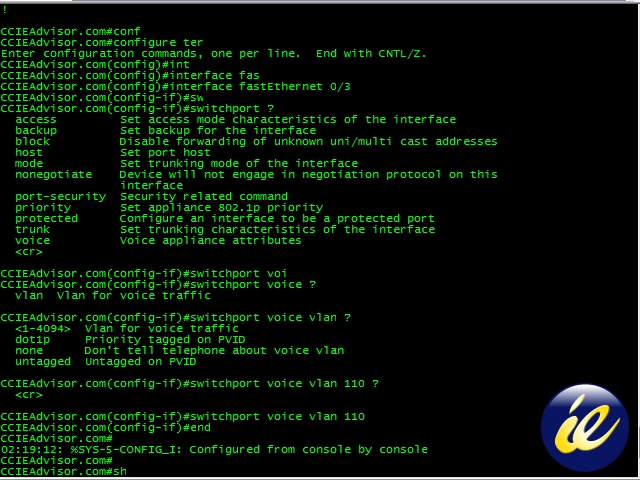 !
CCIEAdvisor.com#conf
CCIEAdvisor.com#configure ter
Enter configuration commands, one per line.  End with CNTL/Z.
CCIEAdvisor.com(config)#int
CCIEAdvisor.com(config)#interface fas
CCIEAdvisor.com(config)#interface fastEthernet 0/3
CCIEAdvisor.com(config-if)#sw
CCIEAdvisor.com(config-if)#switchport ?
  access         Set access mode characteristics of the interface
  backup         Set backup for the interface
  block          Disable forwarding of unknown uni/multi cast addresses
  host           Set port host
  mode           Set trunking mode of the interface
  nonegotiate    Device will not engage in negotiation protocol on this
                 interface
  port-security  Security related command
  priority       Set appliance 802.1p priority
  protected      Configure an interface to be a protected port
  trunk          Set trunking characteristics of the interface
  voice          Voice appliance attributes
  <cr>
CCIEAdvisor.com(config-if)#switchport voi
CCIEAdvisor.com(config-if)#switchport voice ?
  vlan  Vlan for voice traffic
CCIEAdvisor.com(config-if)#switchport voice vlan ?
  <1-4094>  Vlan for voice traffic
  dot1p     Priority tagged on PVID
  none      Don't tell telephone about voice vlan
  untagged  Untagged on PVID
CCIEAdvisor.com(config-if)#switchport voice vlan 110 ?
  <cr>
CCIEAdvisor.com(config-if)#switchport voice vlan 110
CCIEAdvisor.com(config-if)#end
CCIEAdvisor.com#
02:19:12: %SYS-5-CONFIG_I: Configured from console by console
CCIEAdvisor.com#
CCIEAdvisor.com#sh
ie